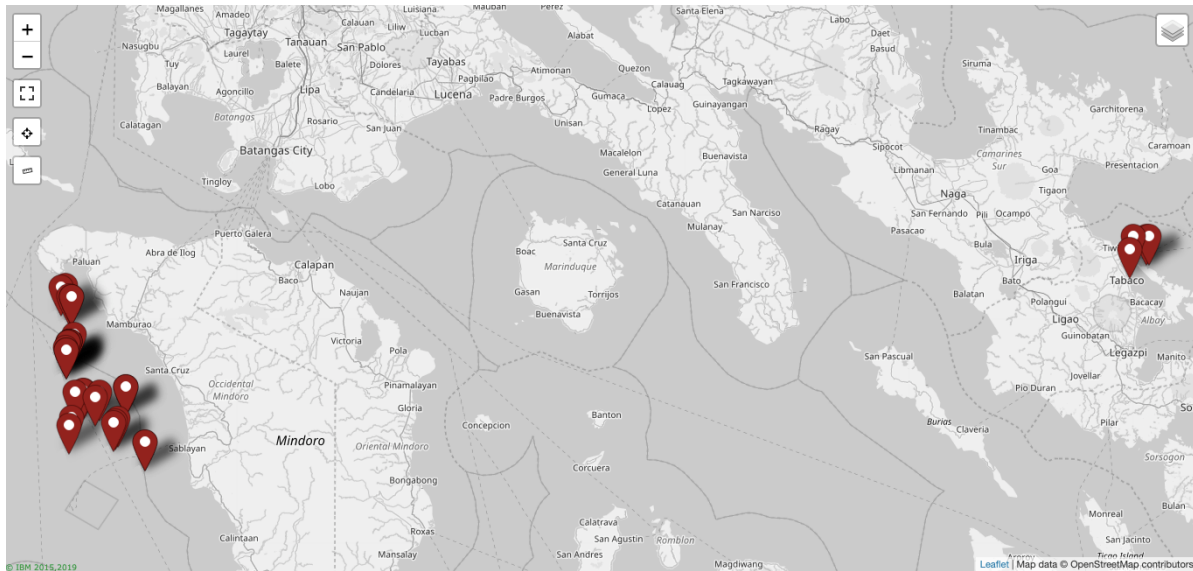 Magallanes
Amadeo
Luisiana
Mauban
Perez
Santa Elena
Labo
Daet
Tagaytay
Tanauan
Calauan
Liliw
Lucban
Alabat
Basud
Nasugbu
Laurel
San Pablo
Tayabas
Siruma
Tuy
Balete
Dolores
Pagbilao
Atimonan
Quezon
Calauag
Tagkawayan
Balayan
Agoncillo
Lipa
Candelaria
Lucena
Padre Burgos
Gumaca
Lopez
Guinayangan
Garchitorena
Calatagan
Batangas
Rosario
San Juan
Unisan
Ragay
Tinambac
Batangas City
Macalelon
Buenavista
Sipocot
Camarines
Sur
Caramoan
Presentacion
Tingloy
Lobo
General Luna
Libmanan
Goa
Tigaon
Catanauan
San Narciso
Naga
San Fernando
Pili
Ocampo
Mulanay
Pasacao
Puerto Galera
Boac
Santa Cruz
Bula
Iriga
Tiw
Paluan
Abra de Ilog
Calapan
Marinduque
Baco
Naujan
Gasan
Torrijos
San Francisco
Balatan
Bato
Tabaco
Polangui
Bacacay
Mamburao
Buenavista
Ligao
Albay
Victoria
Pola
Guinobatan
Legazpi
Manito
Santa Cruz
San Pascual
Jovellar
Occidental
Mindoro
Pinamalayan
Pio Duran
So
Gloria
Banton
Concepcion
Burias
Claveria
Pilar
Mindoro
Oriental Mindoro
Sablayan
Corcuera
Sorsogon
Bongabong
Bulan
Calintaan
Roxas
Calatrava
San Agustin
Romblon
Monreal
San Jacinto
Mansalay
San Andres
Magdiwang
Ticao Island
© IBM 2015,2019
Leaflet | Map data © OpenStreetMap contributors